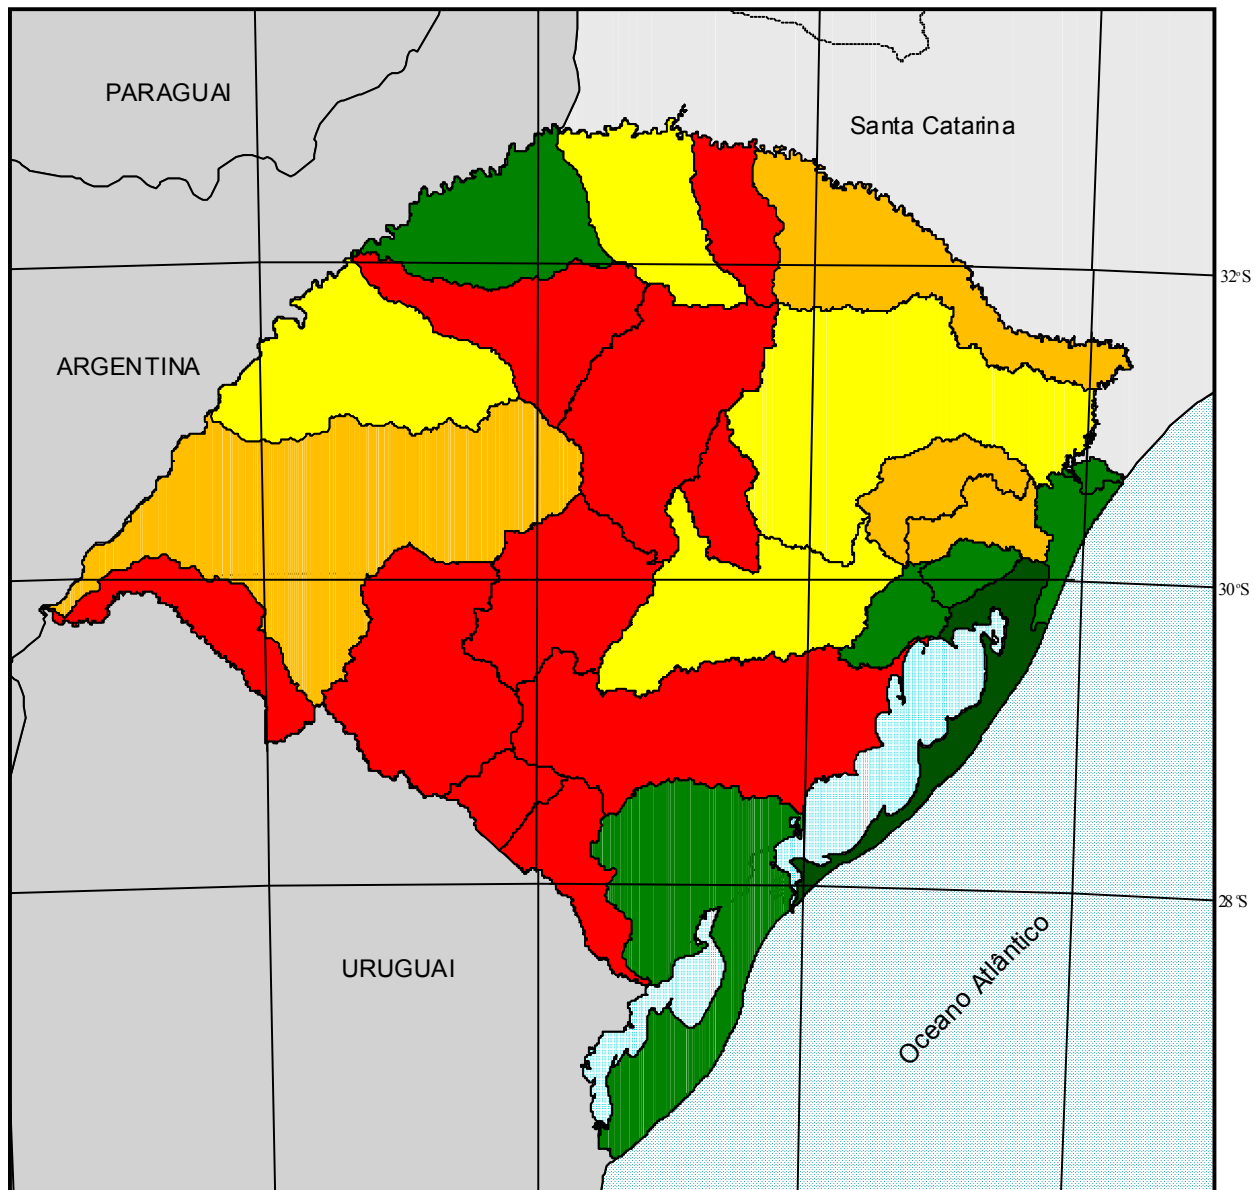 PARAGUAI
Santa Catarina
32°S
ARGENTINA
30°S
28°S
Oceano Atlântico
URUGUAI